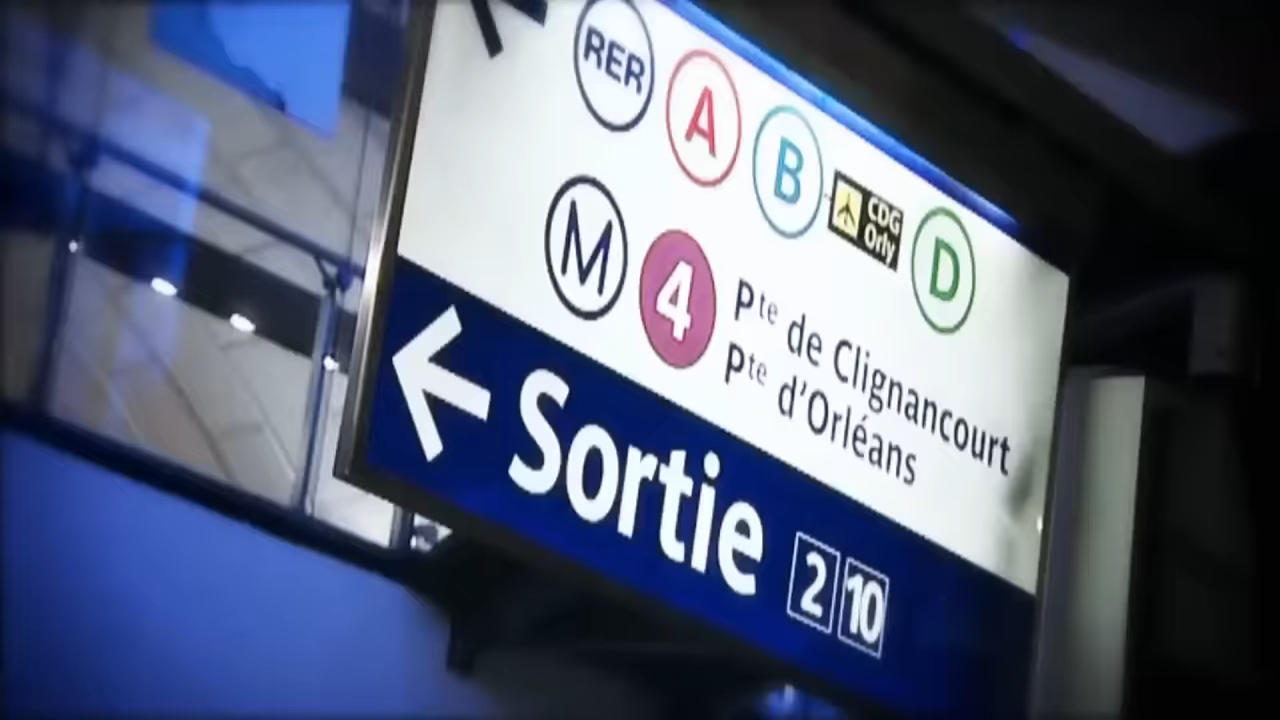 RER A B CDG Orly D
M 4 Pte de Clignancourt
Pte d'Orléans
Sortie 2 10